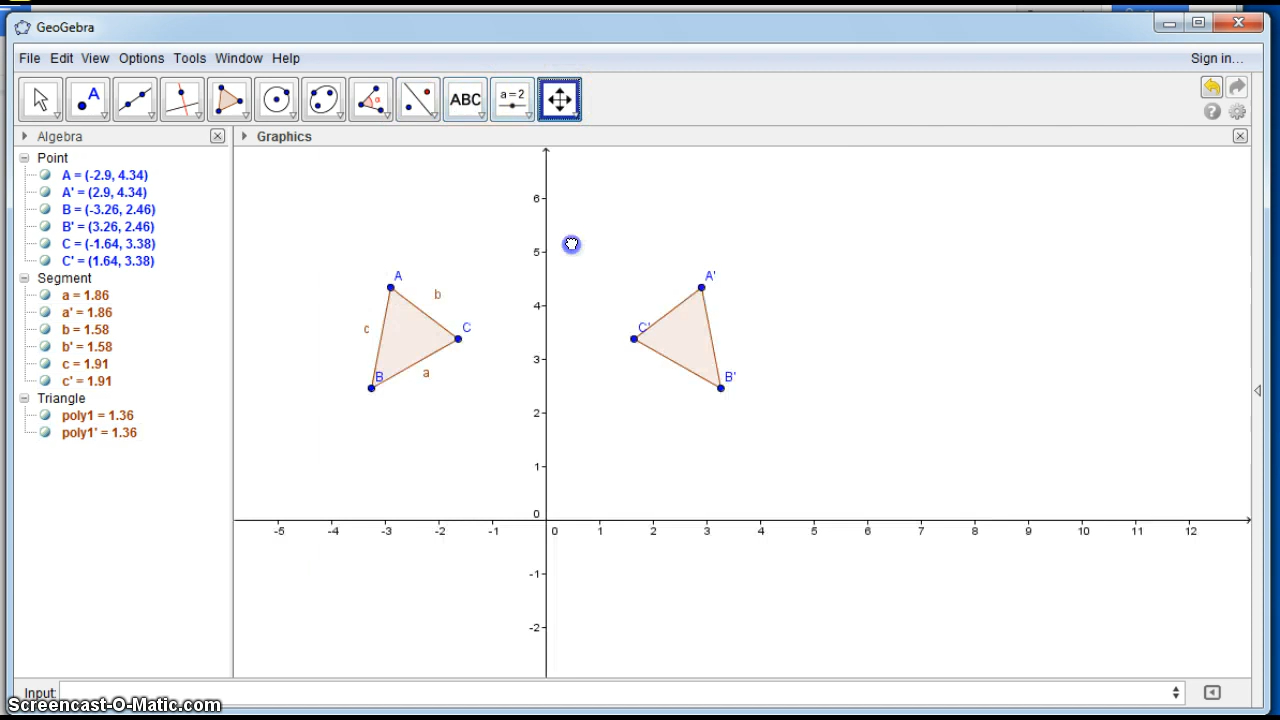 GeoGebra
File Edit View Options Tools Window Help Sign in...
A α ABC a=2
Algebra Graphics
Point
A = (-2.9, 4.34)
A' = (2.9, 4.34)
B = (-3.26, 2.46)
B' = (3.26, 2.46)
C = (-1.64, 3.38)
C' = (1.64, 3.38)
Segment
a = 1.86
a' = 1.86
b = 1.58
b' = 1.58
c = 1.91
c' = 1.91
Triangle
poly1 = 1.36
poly1' = 1.36
6
5
A b A'
4
c C C'
3
B a B'
2
1
0
-5 -4 -3 -2 -1 0 1 2 3 4 5 6 7 8 9 10 11 12
-1
-2
Input:
Screencast-O-Matic.com